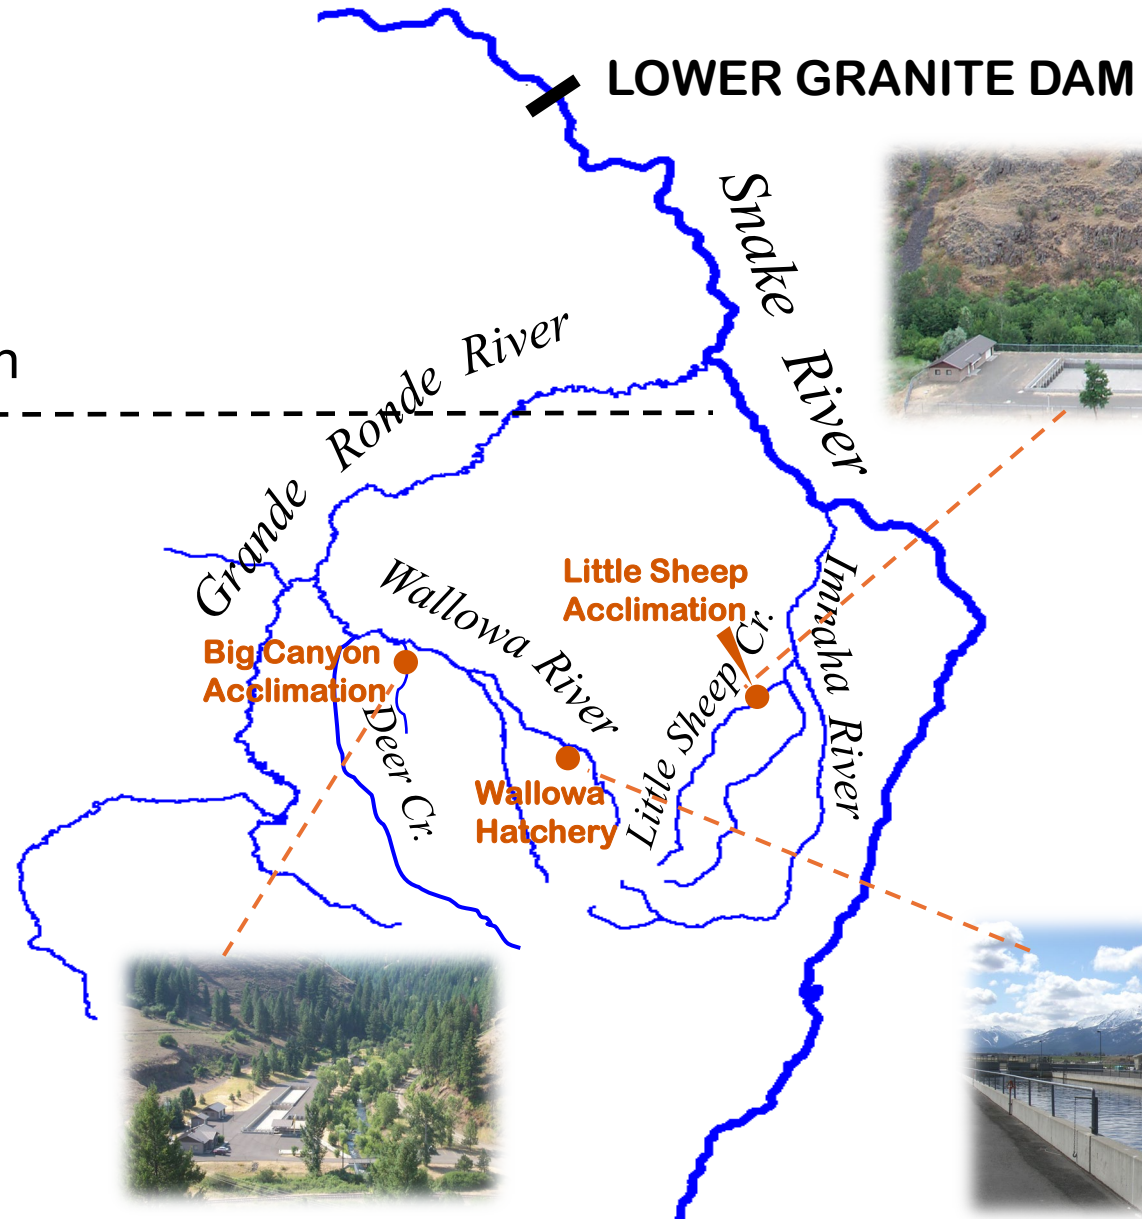 LOWER GRANITE DAM
Snake River
n
Grande Ronde River
Wallowa River
Little Sheep
Acclimation
Imnaha River
Big Canyon
Acclimation
Little Sheep Cr.
Deer Cr.
Wallowa
Hatchery